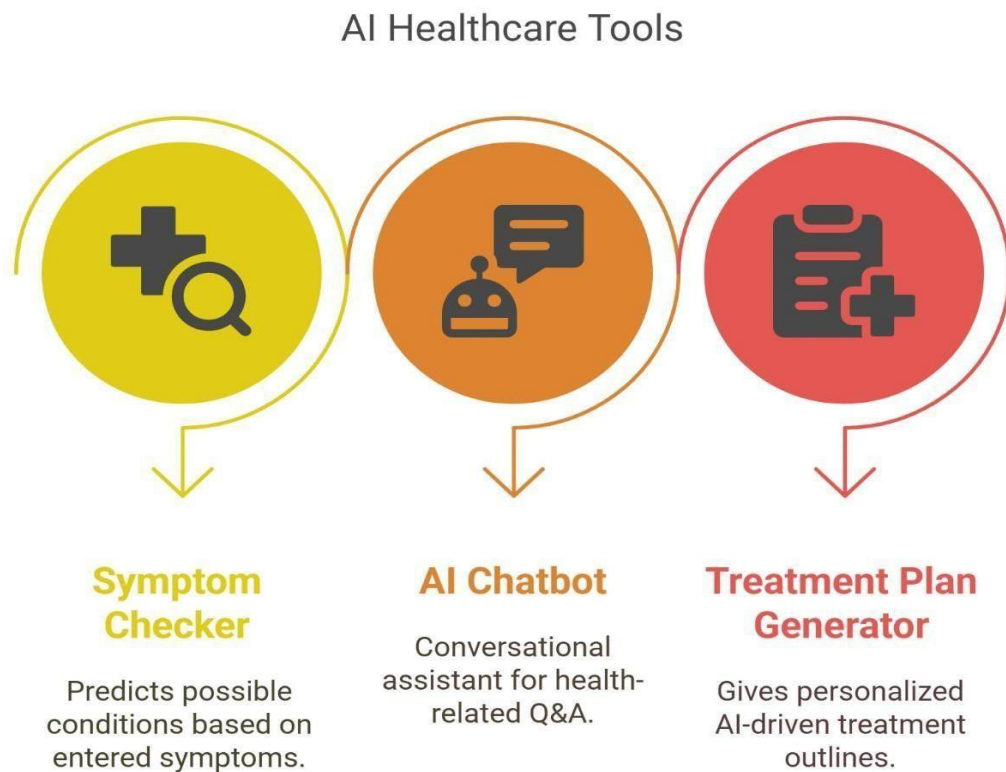 AI Healthcare Tools
Symptom
Checker
Predicts possible
conditions based on
entered symptoms.
AI Chatbot
Conversational
assistant for health-
related Q&A.
Treatment Plan
Generator
Gives personalized
AI-driven treatment
outlines.